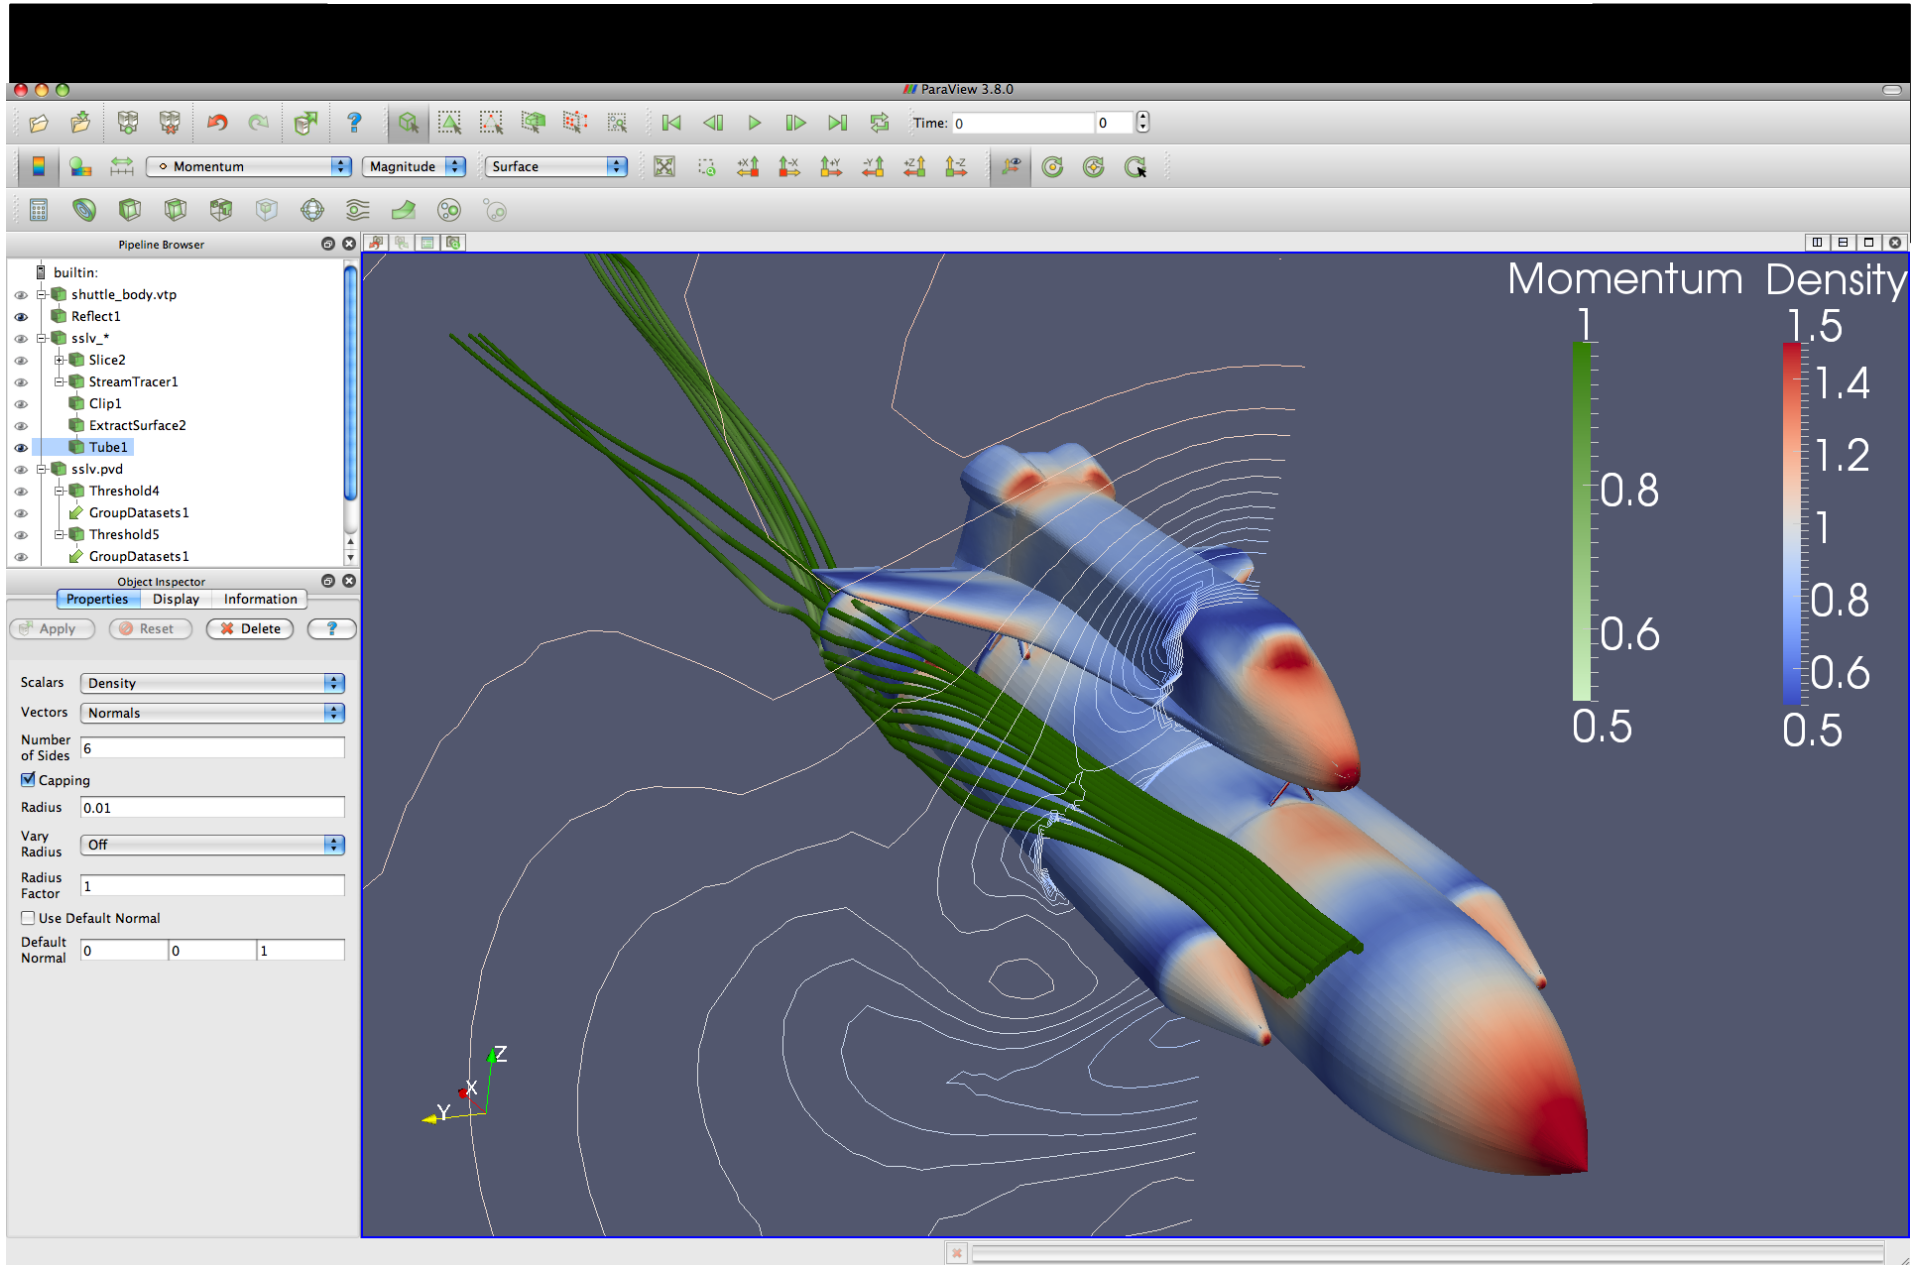 ParaView 3.8.0
Time: 0 0
Momentum Magnitude Surface
+X -X +Y -Y +Z -Z
Pipeline Browser
builtin:
shuttle_body.vtp
Reflect1
sslv_*
Slice2
StreamTracer1
Clip1
ExtractSurface2
Tube1
sslv.pvd
Threshold4
GroupDatasets1
Threshold5
GroupDatasets1
Object Inspector
Properties Display Information
Apply Reset Delete ?
Scalars Density
Vectors Normals
Number
of Sides 6
Capping
Radius 0.01
Vary
Radius Off
Radius
Factor 1
Use Default Normal
Default
Normal 0 0 1
Momentum
1
0.8
0.6
0.5
Density
1.5
1.4
1.2
1
0.8
0.6
0.5
Z
X
Y